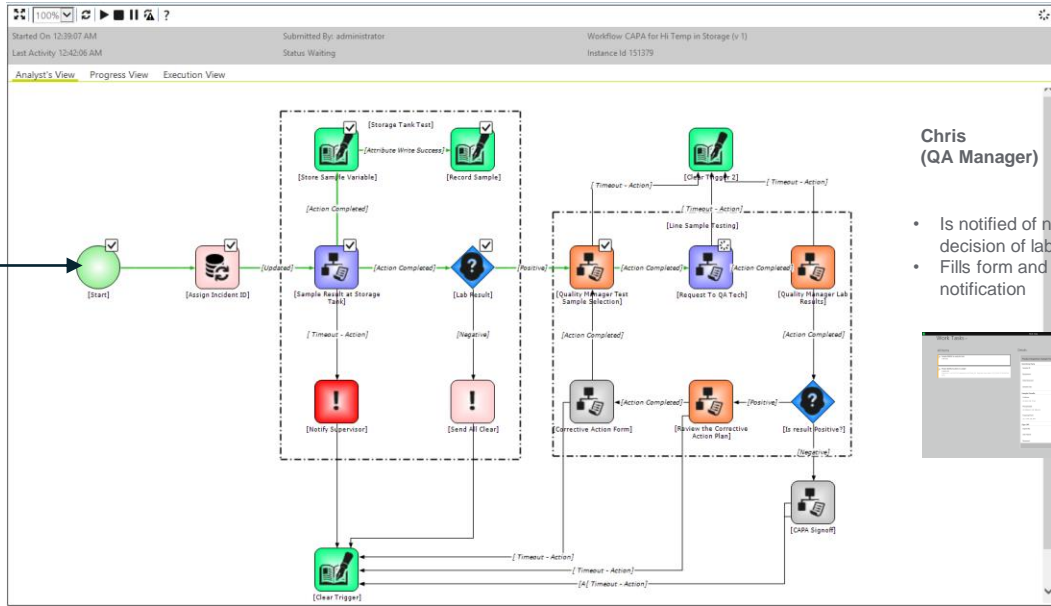 100%
?
Started On 12:39:07 AM
Submitted By: administrator
Workflow CAPA for Hi Temp in Storage (v 1)
Last Activity 12:42:06 AM
Status Waiting
Instance Id 151379
Analyst's View
Progress View
Execution View
[Storage Tank Test]
[Attribute Write Success]
[Store Sample Variable]
[Record Sample]
[Clear Trigger 2]
[ Timeout - Action]
[ Timeout - Action]
[Action Completed]
[ Timeout - Action]
[Line Sample Testing]
[Updated]
[Action Completed]
[Positive]
[Action Completed]
[Action Completed]
[Start]
[Assign Incident ID]
[Sample Result at Storage
Tank]
[Lab Result]
[Quality Manager Test
Sample Selection]
[Request To QA Tech]
[Quality Manager Lab
Results]
[ Timeout - Action]
[Negative]
[Action Completed]
[Action Completed]
[Action Completed]
[Positive]
[Notify Supervisor]
[Send All Clear]
[Corrective Action Form]
[Review the Corrective
Action Plan]
[Is result Positive?]
[Negative]
[CAPA Signoff]
[ Timeout - Action]
[ Timeout - Action]
[A[ Timeout - Action]
[Clear Trigger]
Chris
(QA Manager)
• Is notified of n
decision of lab
• Fills form and
notification
Work Tasks